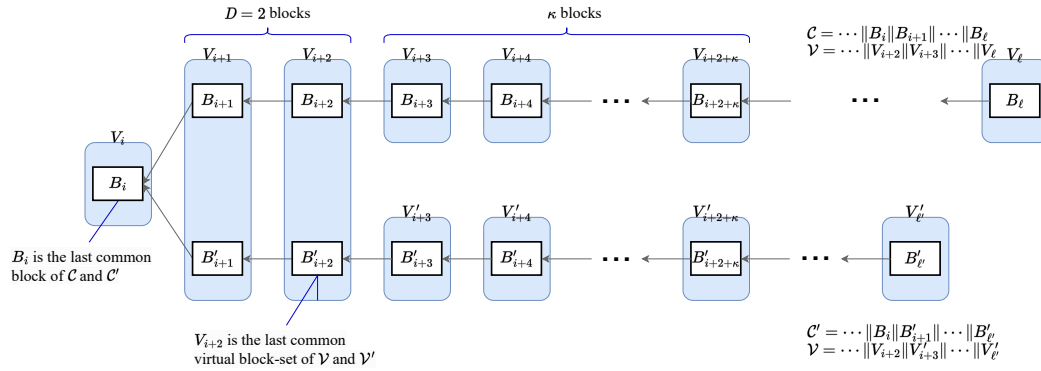 D = 2 blocks
κ blocks
𝒞 = ⋯ ‖B_i‖B_{i+1}‖ ⋯ ‖B_ℓ
𝒱 = ⋯ ‖V_{i+2}‖V_{i+3}‖ ⋯ ‖V_ℓ
V_{i+1}
V_{i+2}
V_{i+3}
V_{i+4}
V_{i+2+κ}
V_ℓ
B_{i+1}
B_{i+2}
B_{i+3}
B_{i+4}
B_{i+2+κ}
B_ℓ
V_i
B_i
V'_{i+3}
V'_{i+4}
V'_{i+2+κ}
V'_{ℓ'}
B'_{i+1}
B'_{i+2}
B'_{i+3}
B'_{i+4}
B'_{i+2+κ}
B'_{ℓ'}
B_i is the last common
block of 𝒞 and 𝒞'
V_{i+2} is the last common
virtual block-set of 𝒱 and 𝒱'
𝒞' = ⋯ ‖B_i‖B'_{i+1}‖ ⋯ ‖B'_{ℓ'}
𝒱 = ⋯ ‖V_{i+2}‖V'_{i+3}‖ ⋯ ‖V'_{ℓ'}